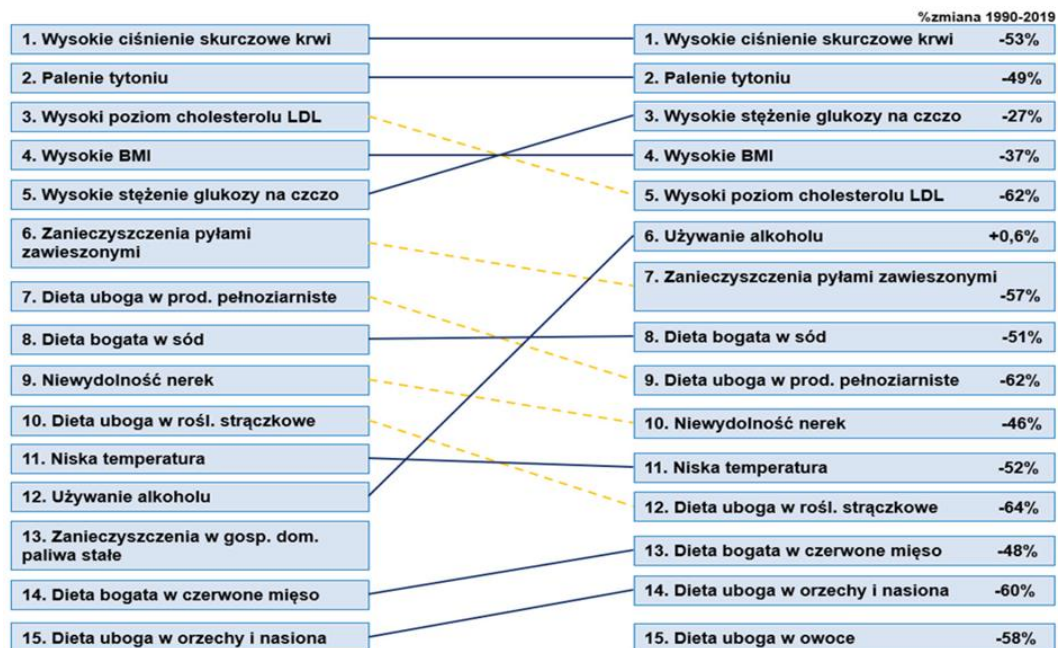 %zmiana 1990-2019
1. Wysokie ciśnienie skurczowe krwi
2. Palenie tytoniu
3. Wysoki poziom cholesterolu LDL
4. Wysokie BMI
5. Wysokie stężenie glukozy na czczo
6. Zanieczyszczenia pyłami
zawieszonymi
7. Dieta uboga w prod. pełnoziarniste
8. Dieta bogata w sód
9. Niewydolność nerek
10. Dieta uboga w rośl. strączkowe
11. Niska temperatura
12. Używanie alkoholu
13. Zanieczyszczenia w gosp. dom.
paliwa stałe
14. Dieta bogata w czerwone mięso
15. Dieta uboga w orzechy i nasiona
1. Wysokie ciśnienie skurczowe krwi -53%
2. Palenie tytoniu -49%
3. Wysokie stężenie glukozy na czczo -27%
4. Wysokie BMI -37%
5. Wysoki poziom cholesterolu LDL -62%
6. Używanie alkoholu +0,6%
7. Zanieczyszczenia pyłami zawieszonymi
-57%
8. Dieta bogata w sód -51%
9. Dieta uboga w prod. pełnoziarniste -62%
10. Niewydolność nerek -46%
11. Niska temperatura -52%
12. Dieta uboga w rośl. strączkowe -64%
13. Dieta bogata w czerwone mięso -48%
14. Dieta uboga w orzechy i nasiona -60%
15. Dieta uboga w owoce -58%